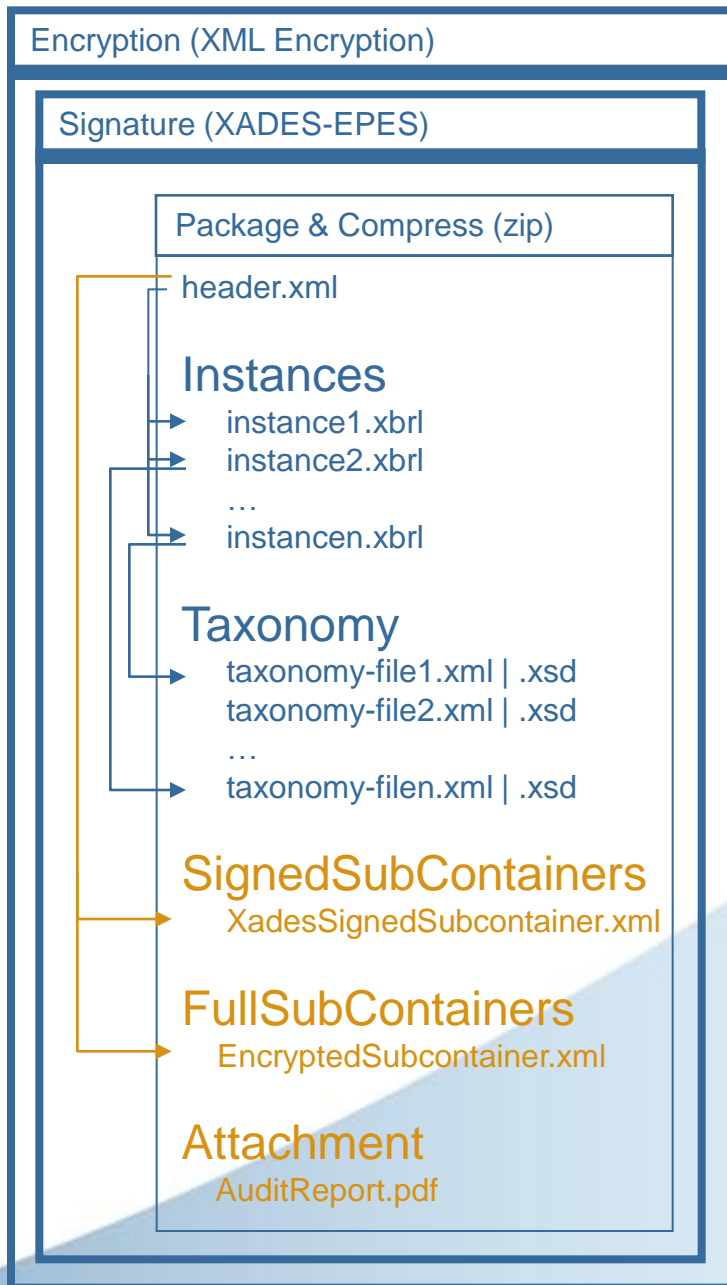 Encryption (XML Encryption)
Signature (XADES-EPES)
Package & Compress (zip)
header.xml
Instances
instance1.xbrl
instance2.xbrl
…
instancen.xbrl
Taxonomy
taxonomy-file1.xml | .xsd
taxonomy-file2.xml | .xsd
…
taxonomy-filen.xml | .xsd
SignedSubContainers
XadesSignedSubcontainer.xml
FullSubContainers
EncryptedSubcontainer.xml
Attachment
AuditReport.pdf